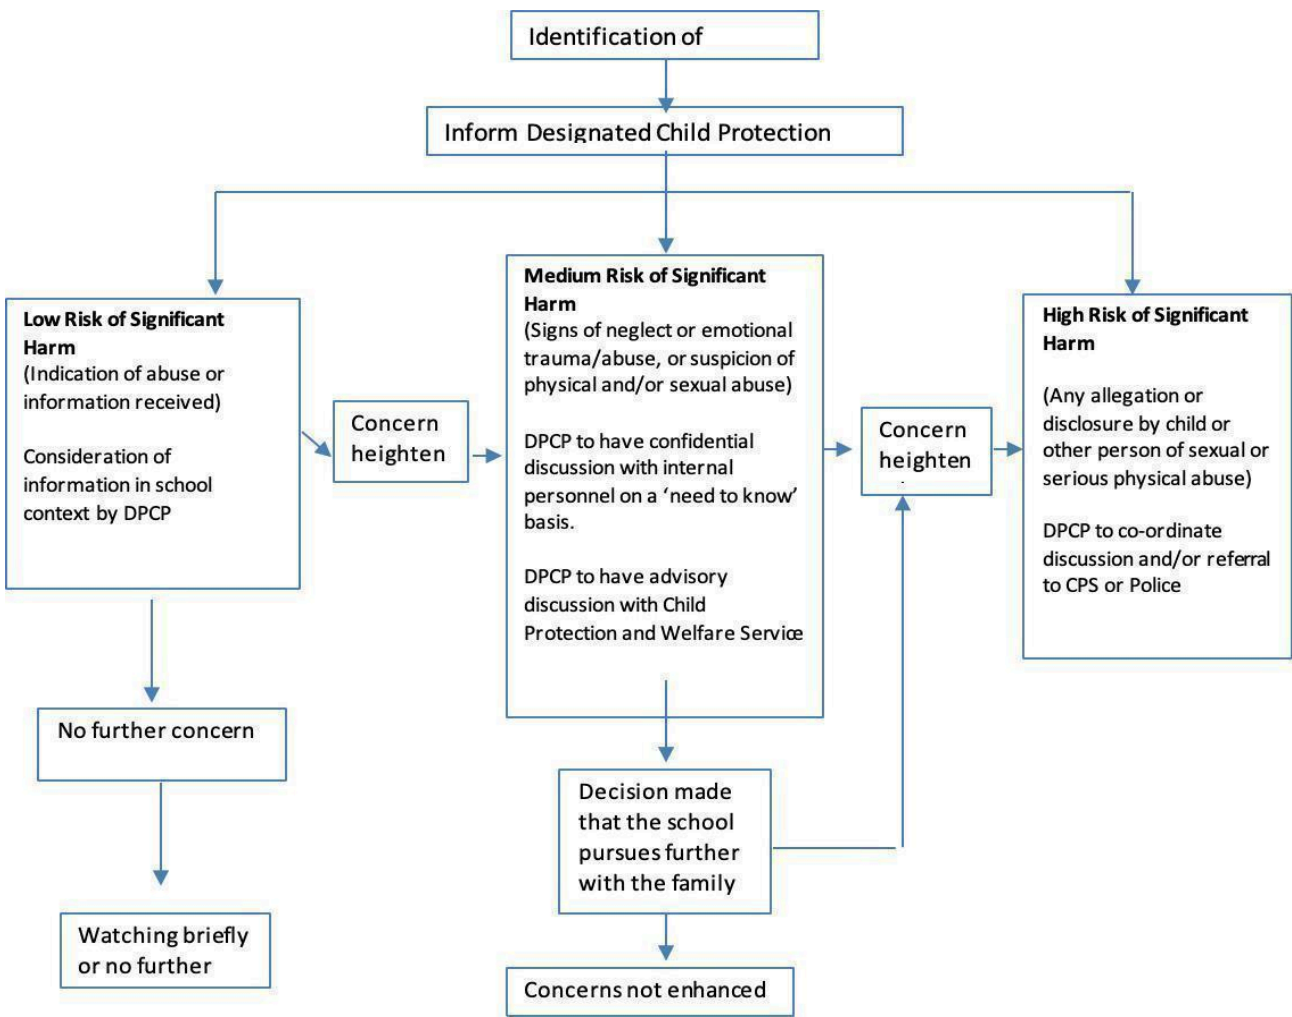 Identification of
Inform Designated Child Protection
Low Risk of Significant
Harm
(Indication of abuse or
information received)
Consideration of
information in school
context by DPCP
Concern
heighten
Medium Risk of Significant
Harm
(Signs of neglect or emotional
trauma/abuse, or suspicion of
physical and/or sexual abuse)
DPCP to have confidential
discussion with internal
personnel on a ‘need to know’
basis.
DPCP to have advisory
discussion with Child
Protection and Welfare Service
Concern
heighten
High Risk of Significant
Harm
(Any allegation or
disclosure by child or
other person of sexual or
serious physical abuse)
DPCP to co-ordinate
discussion and/or referral
to CPS or Police
No further concern
Watching briefly
or no further
Decision made
that the school
pursues further
with the family
Concerns not enhanced